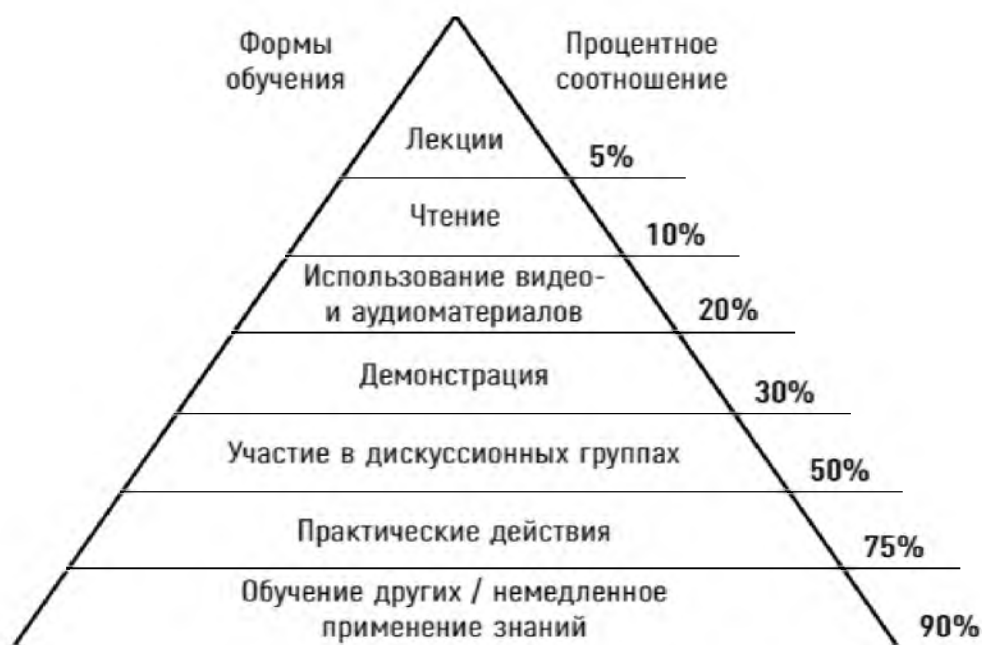 Формы
обучения
Процентное
соотношение
Лекции
5%
Чтение
10%
Использование видео-
и аудиоматериалов
20%
Демонстрация
30%
Участие в дискуссионных группах
50%
Практические действия
75%
Обучение других / немедленное
применение знаний
90%